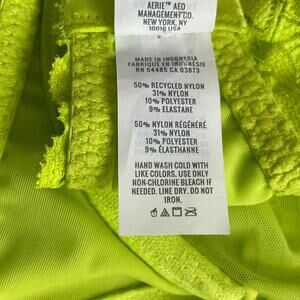 AERIE™ AEO
MANAGEMENT CO.
NEW YORK, NY
10016 USA
MADE IN INDONESIA
FABRIQUÉ EN INDONÉSIE
RN 54485 CA 03873
50% RECYCLED NYLON
31% NYLON
10% POLYESTER
9% ELASTANE
50% NYLON RÉGÉNÉRÉ
31% NYLON
10% POLYESTER
9% ÉLASTHANNE
HAND WASH COLD WITH
LIKE COLORS. USE ONLY
NON-CHLORINE BLEACH IF
NEEDED. LINE DRY. DO NOT
IRON.